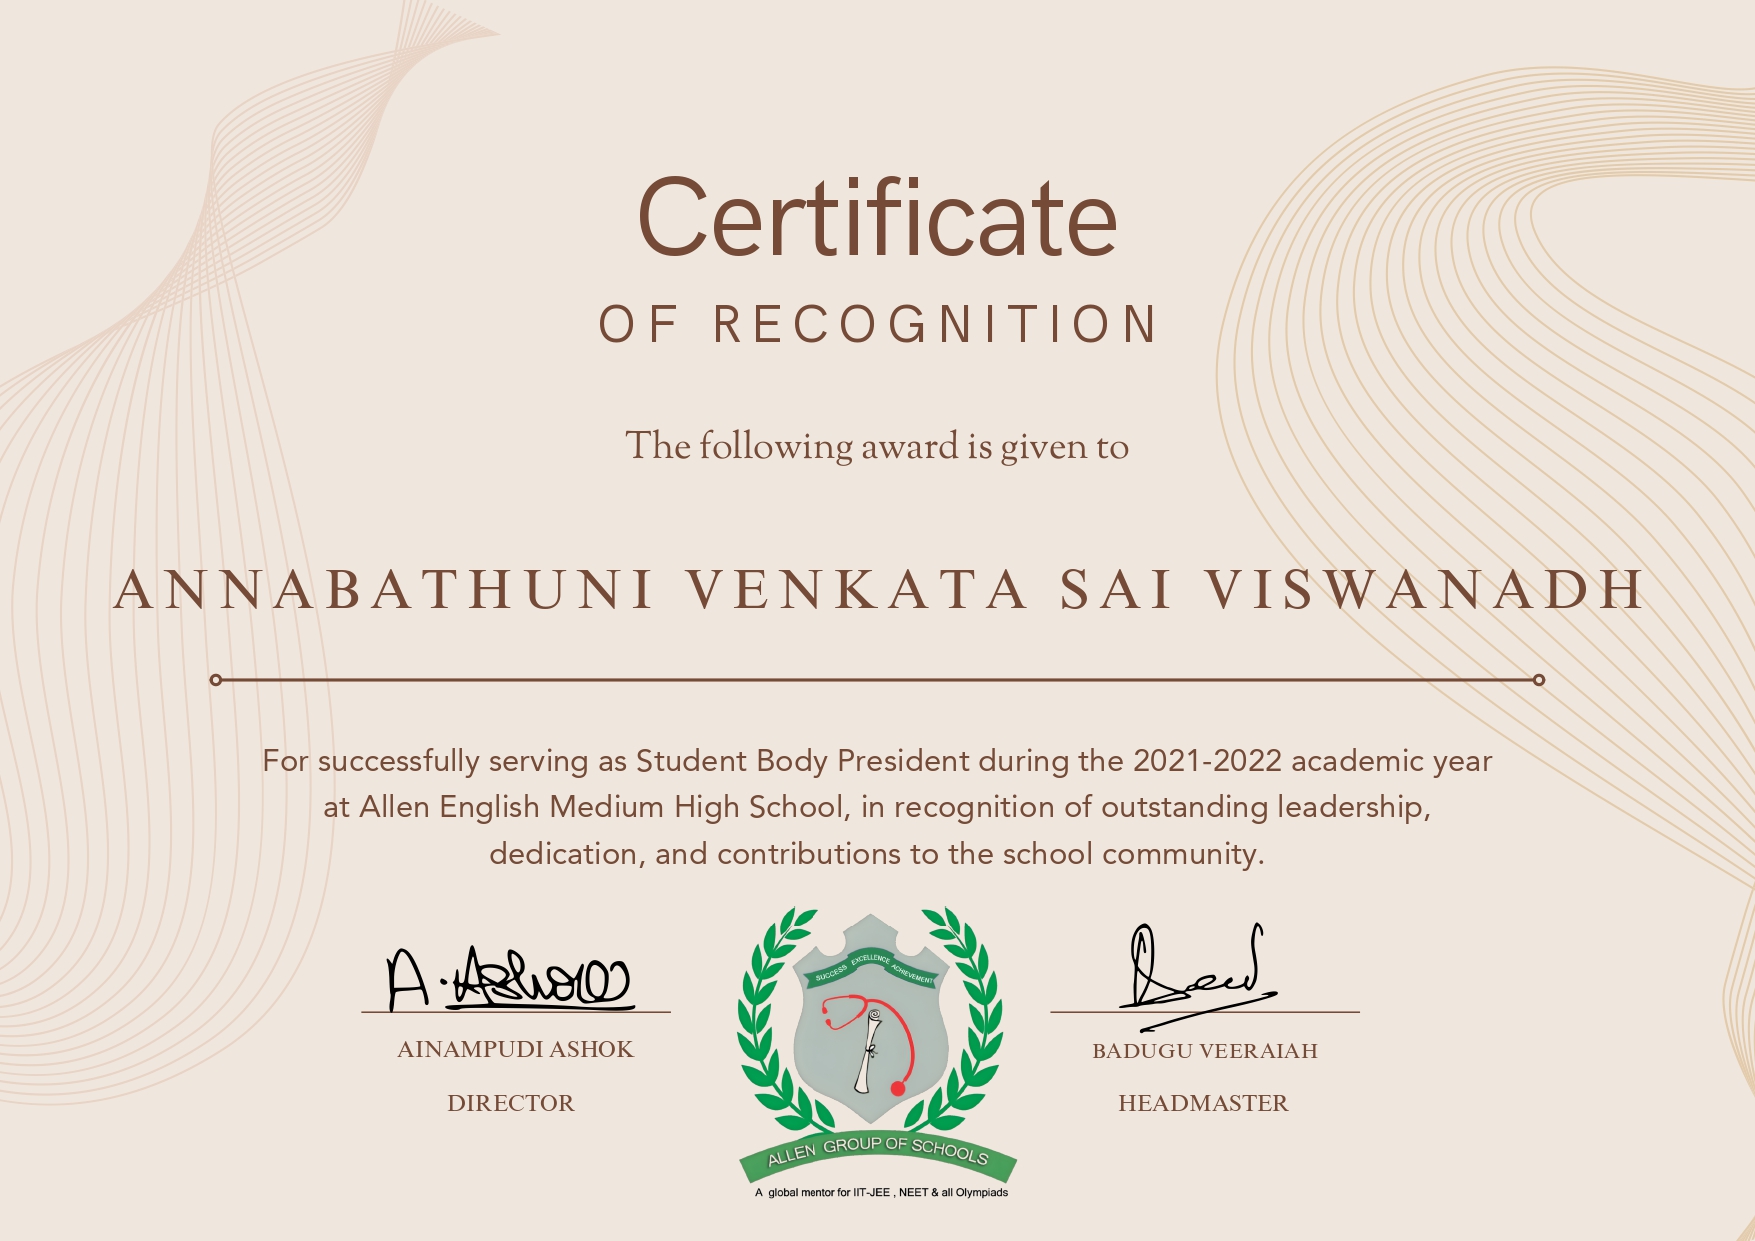 Certificate
OF RECOGNITION
The following award is given to
ANNABATHUNI VENKATA SAI VISWANADH
For successfully serving as Student Body President during the 2021-2022 academic year
at Allen English Medium High School, in recognition of outstanding leadership,
dedication, and contributions to the school community.
A. Ashok
AINAMPUDI ASHOK
DIRECTOR
SUCCESS EXCELLENCE ACHIEVEMENT
ALLEN GROUP OF SCHOOLS
A global mentor for IIT-JEE , NEET & all Olympiads
BADUGU VEERAIAH
HEADMASTER